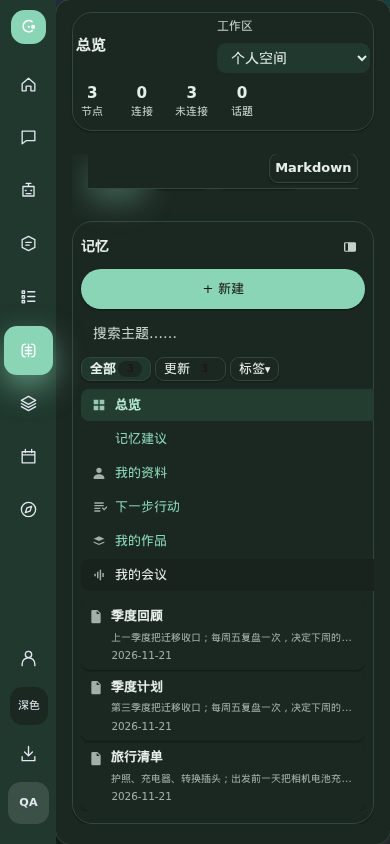 工作区
总览
个人空间
3 0 3 0
节点 连接 未连接 话题
Markdown
记忆
+ 新建
搜索主题……
全部 3 更新 3 标签▾
总览
记忆建议
我的资料
下一步行动
我的作品
我的会议
季度回顾
上一季度把迁移收口；每周五复盘一次，决定下周的…
2026-11-21
季度计划
第三季度把迁移收口；每周五复盘一次，决定下周的…
2026-11-21
旅行清单
护照、充电器、转换插头；出发前一天把相机电池充…
2026-11-21
深色
QA